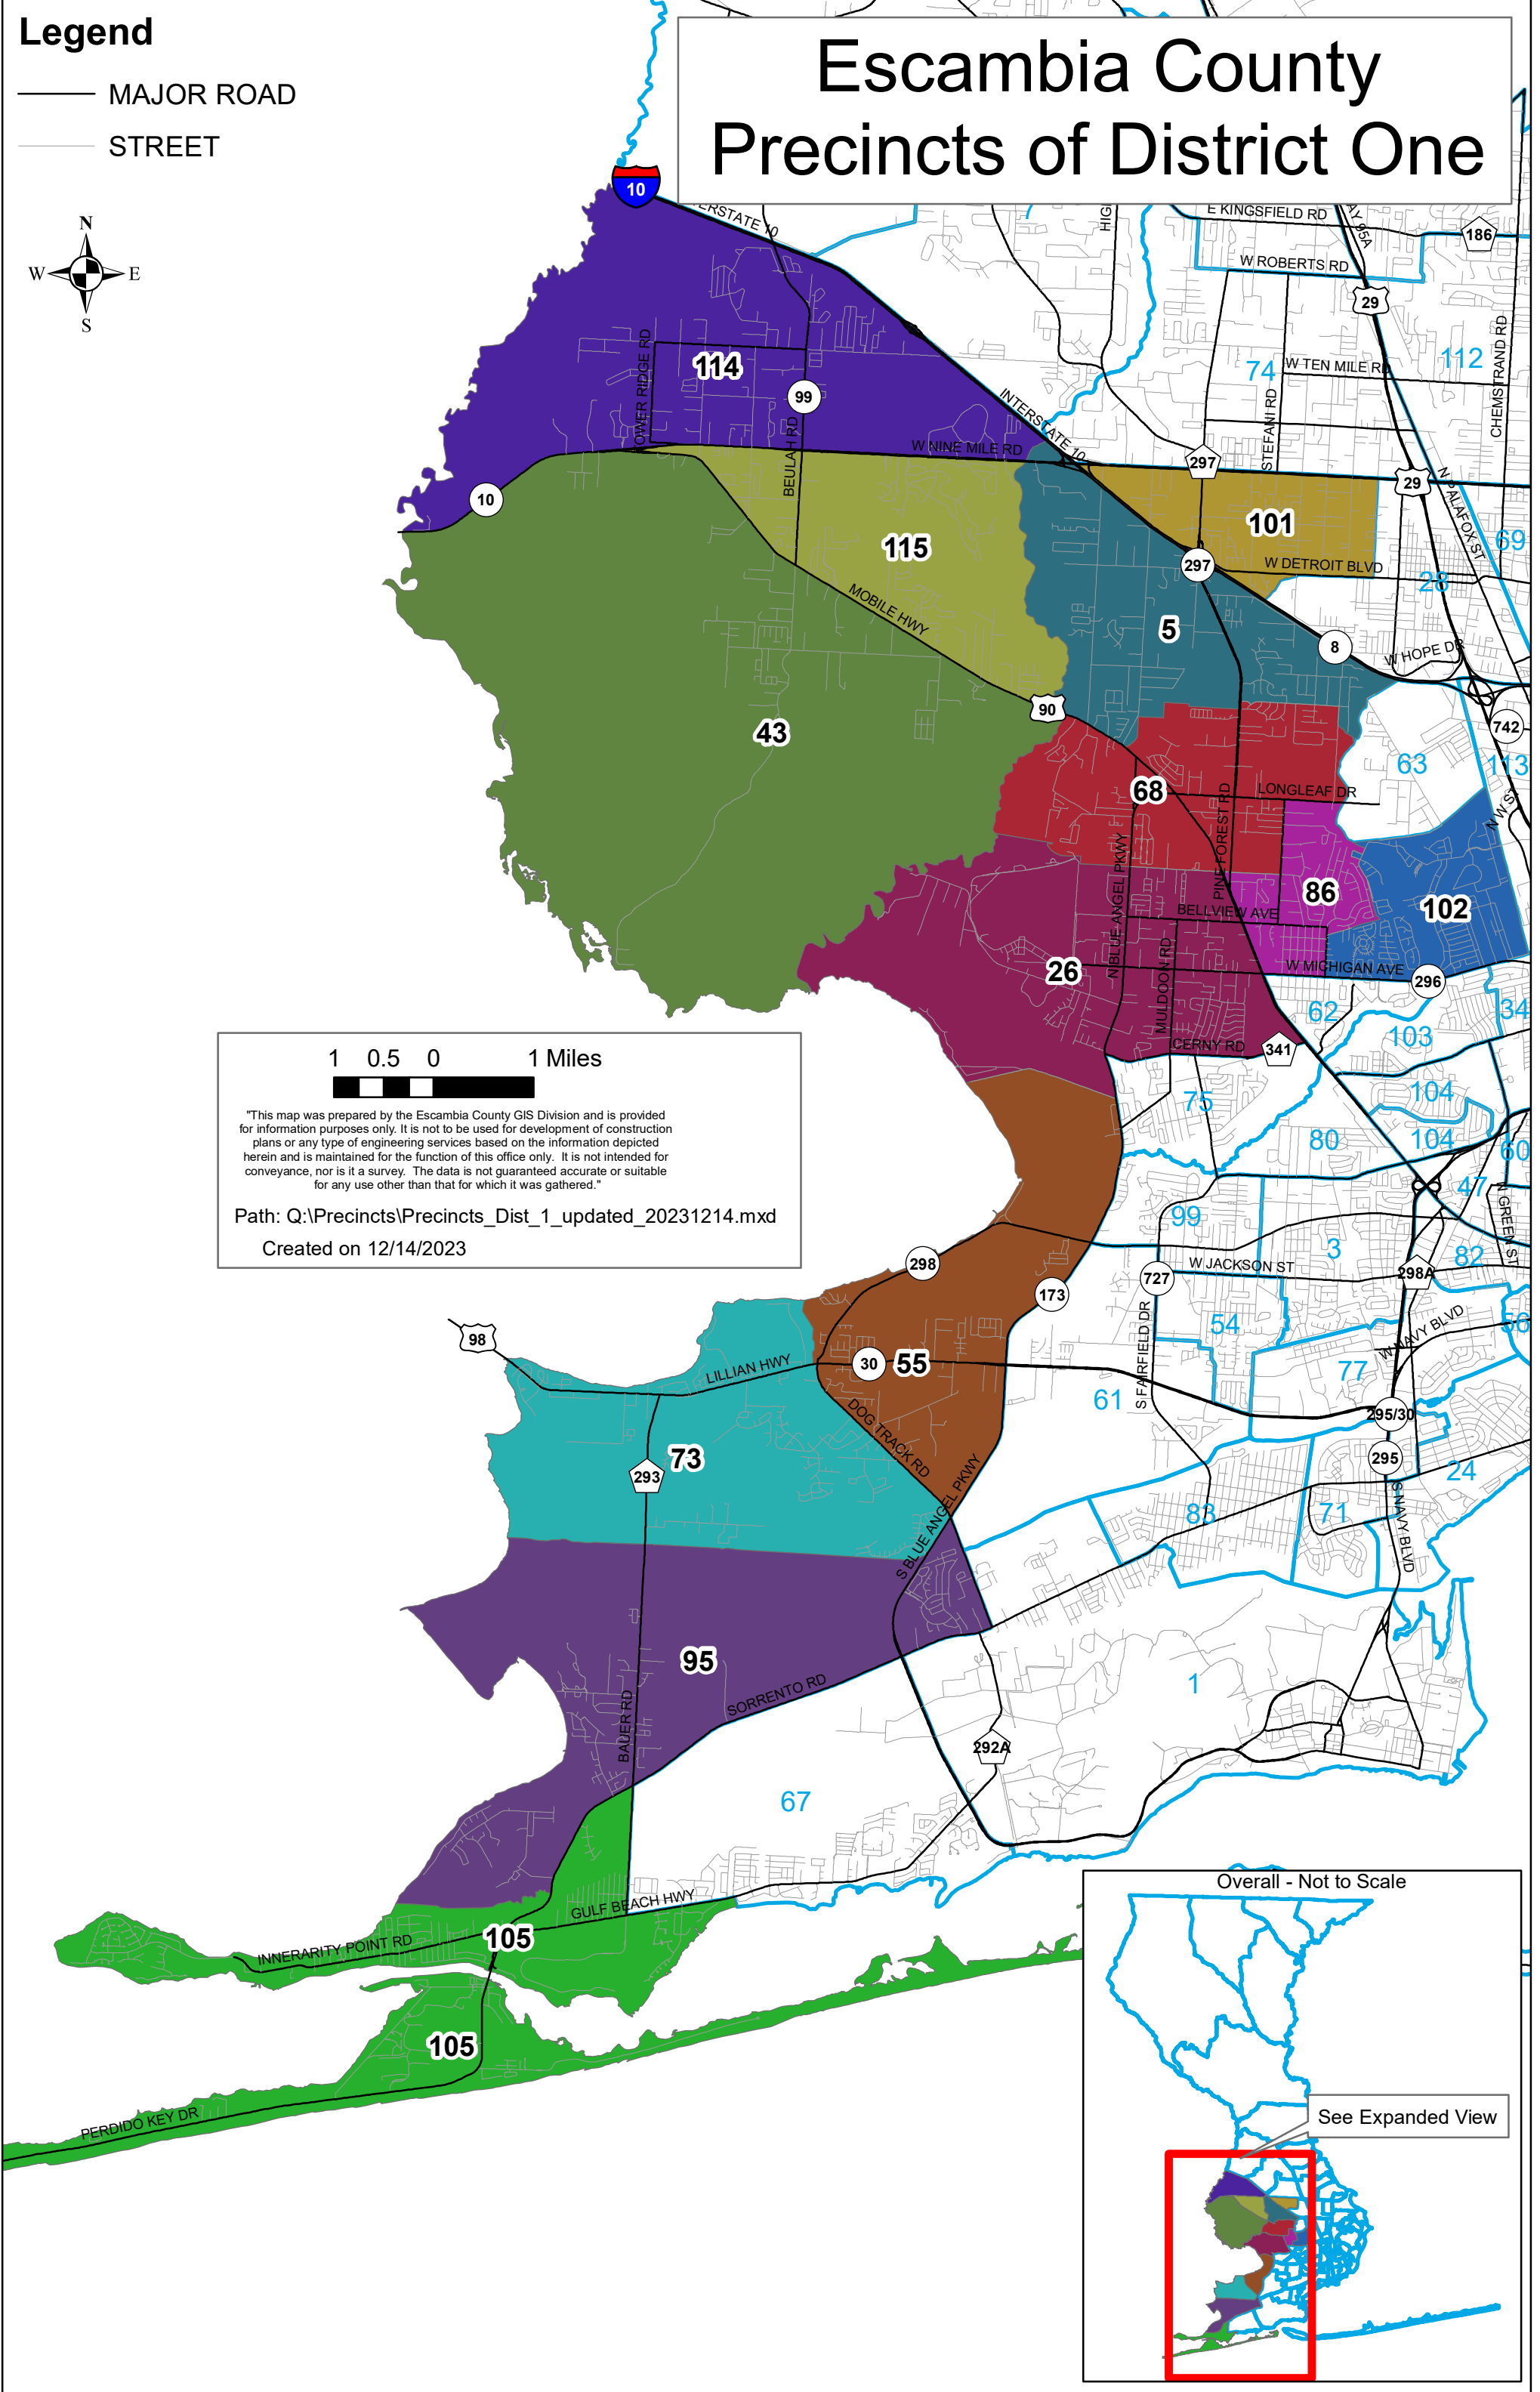 Legend
MAJOR ROAD
STREET
Escambia County
Precincts of District One
N
W
E
S
10
INTERSTATE 10
7
E KINGSFIELD RD
186
W ROBERTS RD
29
74
W TEN MILE RD
112
CHEMSTRAND RD
114
99
BEULAH RD
INTERSTATE 10
W NINE MILE RD
STEFANI RD
297
29
N PALAFOX ST
10
101
115
69
297
W DETROIT BLVD
28
MOBILE HWY
5
8
W HOPE DR
90
43
742
63
113
68
LONGLEAF DR
N W ST
PINE FOREST RD
N BLUE ANGEL PKWY
86
102
BELLVIEW AVE
26
MULDOON RD
W MICHIGAN AVE
296
62
34
103
CERNY RD
341
1 0.5 0 1 Miles
"This map was prepared by the Escambia County GIS Division and is provided
for information purposes only. It is not to be used for development of construction
plans or any type of engineering services based on the information depicted
herein and is maintained for the function of this office only. It is not intended for
conveyance, nor is it a survey. The data is not guaranteed accurate or suitable
for any use other than that for which it was gathered."
Path: Q:\Precincts\Precincts_Dist_1_updated_20231214.mxd
Created on 12/14/2023
75
104
80
104
60
47
N GREEN ST
99
3
82
298
W JACKSON ST
298A
727
173
54
56
98
W NAVY BLVD
LILLIAN HWY
30
55
77
61
S FAIRFIELD DR
295/30
DOG TRACK RD
73
293
295
24
S BLUE ANGEL PKWY
83
71
S NAVY BLVD
95
SORRENTO RD
1
BAUER RD
292A
67
GULF BEACH HWY
105
INNERARITY POINT RD
105
PERDIDO KEY DR
Overall - Not to Scale
See Expanded View